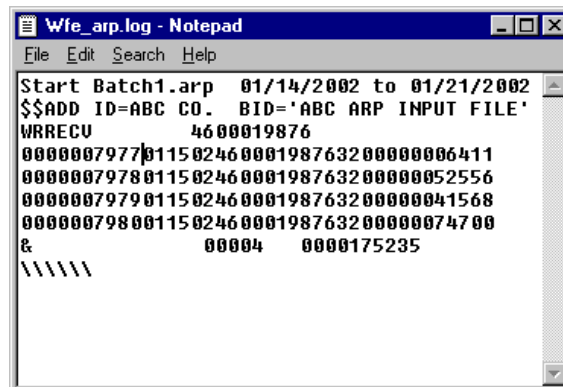 Wfe_arp.log - Notepad
File Edit Search Help
Start Batch1.arp  01/14/2002 to 01/21/2002
$$ADD ID=ABC CO.  BID='ABC ARP INPUT FILE'
WRRECV        4600019876
000000797701150246000198763200000006411
000000797801150246000198763200000052556
000000797901150246000198763200000041568
000000798001150246000198763200000074700
&              00004   0000175235
\\\\\\